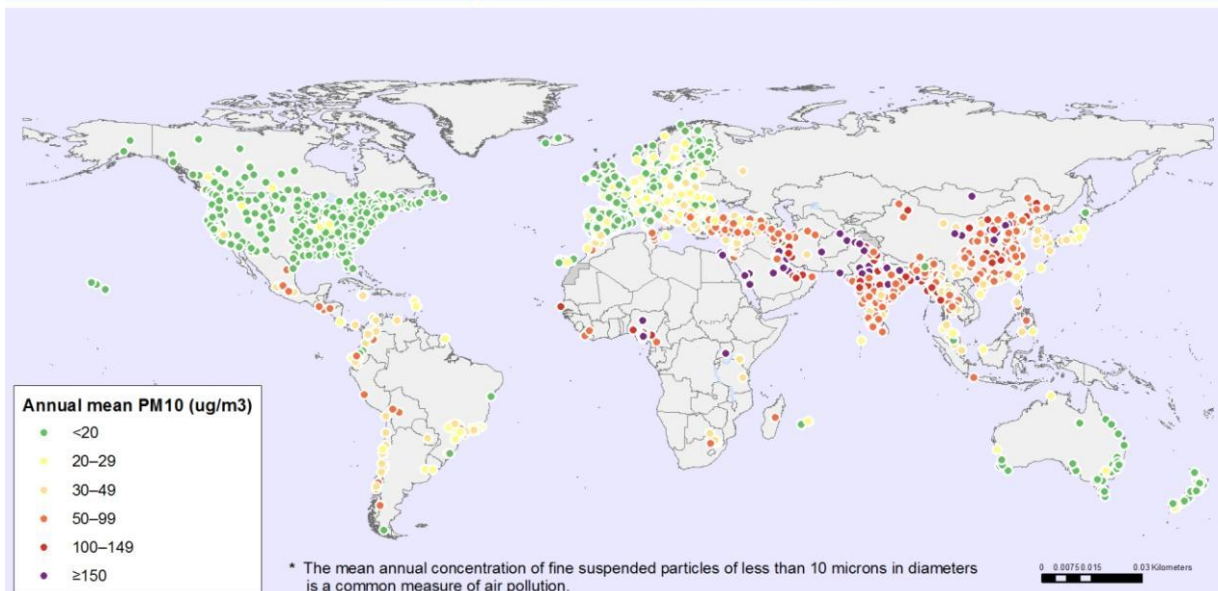 Annual mean PM10 (ug/m3)
<20
20–29
30–49
50–99
100–149
≥150
* The mean annual concentration of fine suspended particles of less than 10 microns in diameters
is a common measure of air pollution.
0 0.0075 0.015 0.03 Kilometers